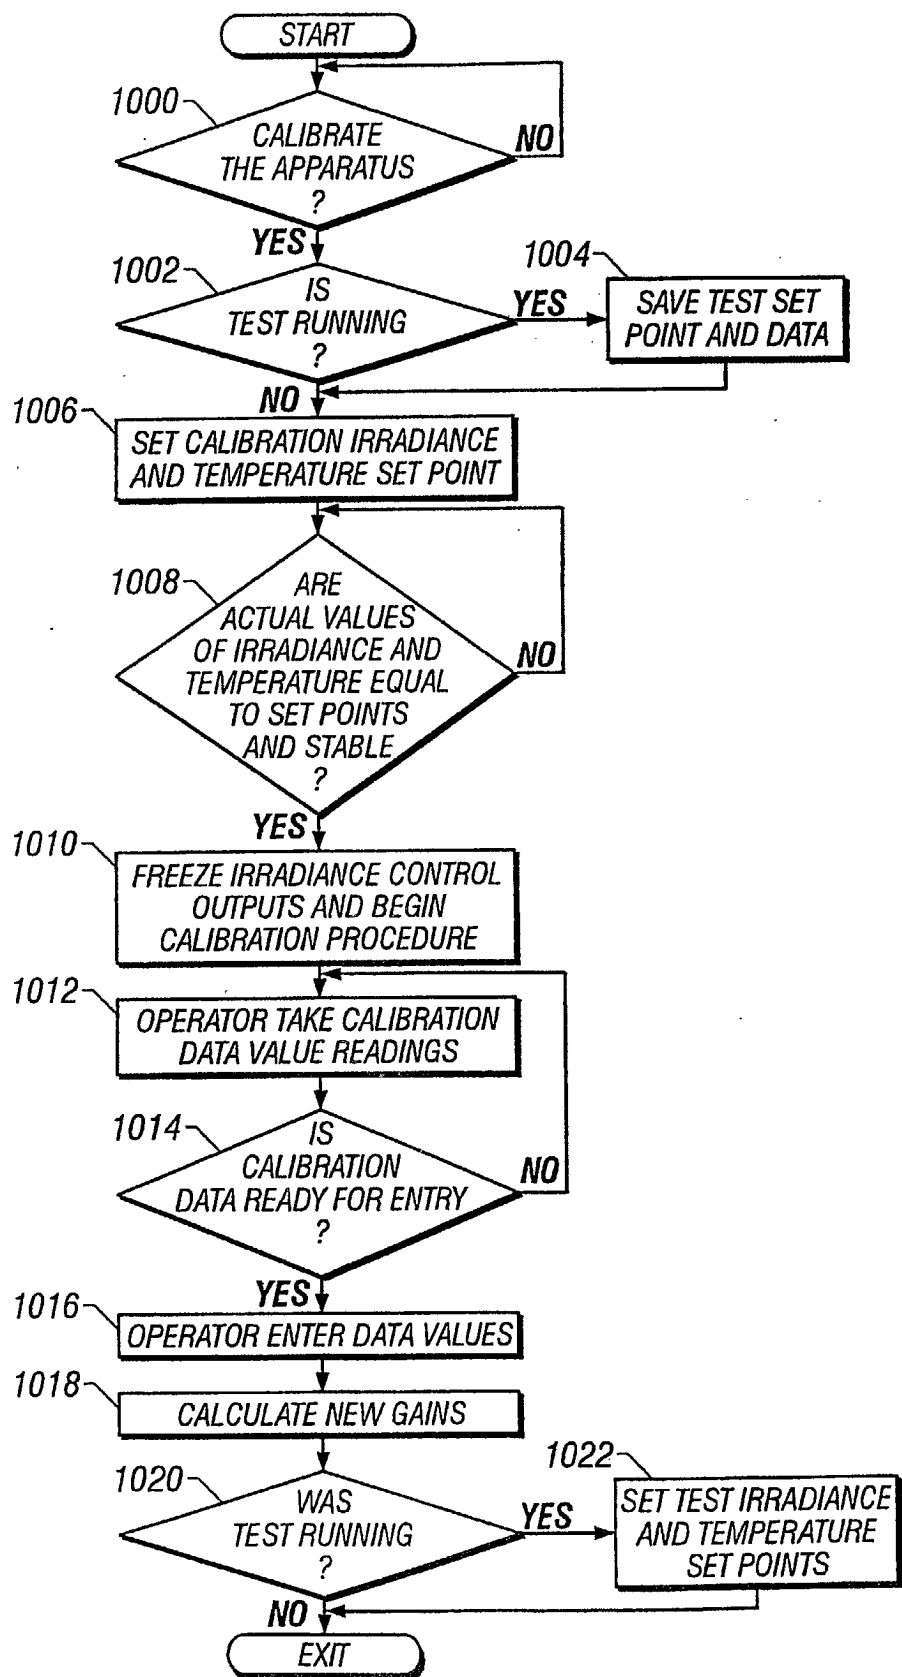 START
1000
CALIBRATE
THE APPARATUS
?
NO
YES
1002
IS
TEST RUNNING
?
YES
1004
SAVE TEST SET
POINT AND DATA
NO
1006
SET CALIBRATION IRRADIANCE
AND TEMPERATURE SET POINT
1008
ARE
ACTUAL VALUES
OF IRRADIANCE AND
TEMPERATURE EQUAL
TO SET POINTS
AND STABLE
?
NO
YES
1010
FREEZE IRRADIANCE CONTROL
OUTPUTS AND BEGIN
CALIBRATION PROCEDURE
1012
OPERATOR TAKE CALIBRATION
DATA VALUE READINGS
1014
IS
CALIBRATION
DATA READY FOR ENTRY
?
NO
YES
1016
OPERATOR ENTER DATA VALUES
1018
CALCULATE NEW GAINS
1020
WAS
TEST RUNNING
?
YES
1022
SET TEST IRRADIANCE
AND TEMPERATURE
SET POINTS
NO
EXIT